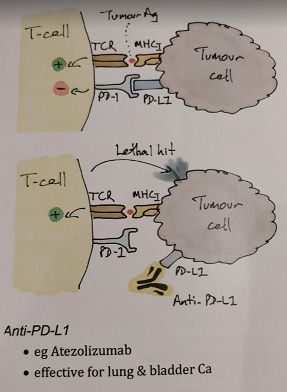 Tumour Ag
T-cell
TCR
MHC I
Tumour
cell
+
-
PD-1
PD-L1
Lethal hit
T-cell
TCR
MHC I
Tumour
cell
+
PD-1
PD-L1
Anti-PD-L1
Anti-PD-L1
• eg Atezolizumab
• effective for lung & bladder Ca